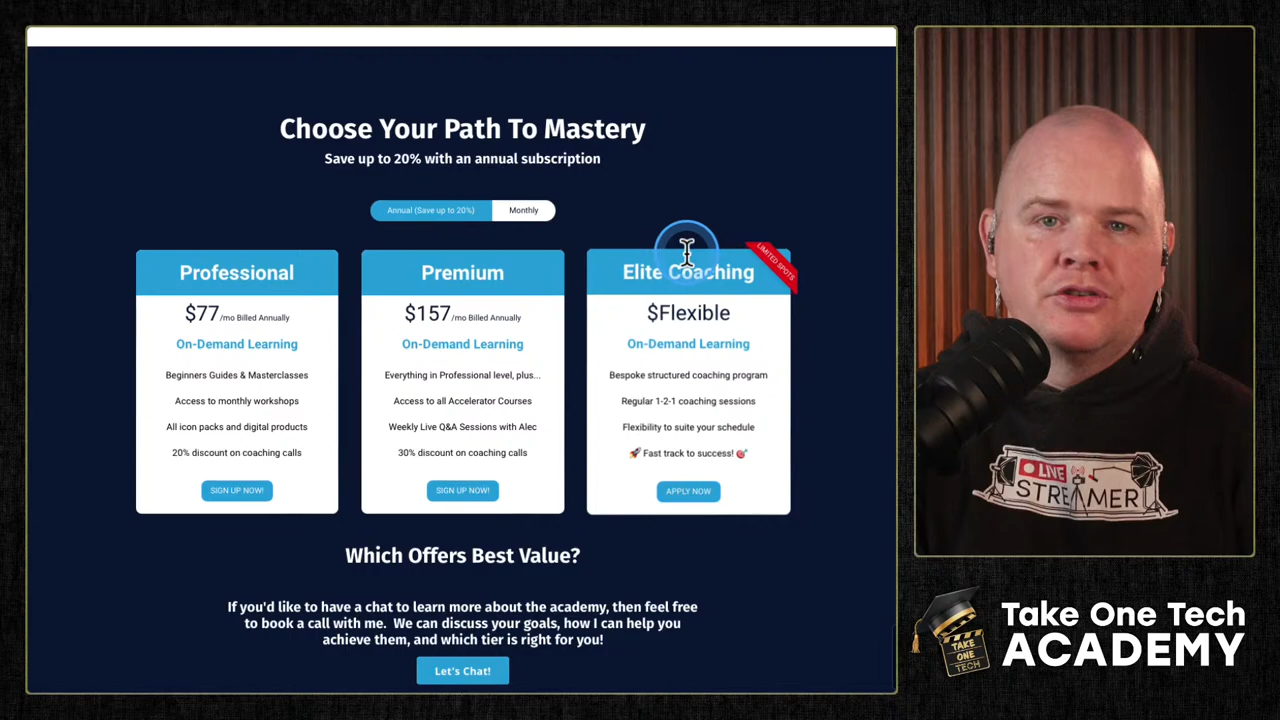 Choose Your Path To Mastery
Save up to 20% with an annual subscription
Annual (Save up to 20%)
Monthly
Professional
$77/mo Billed Annually
On-Demand Learning
Beginners Guides & Masterclasses
Access to monthly workshops
All icon packs and digital products
20% discount on coaching calls
SIGN UP NOW!
Premium
$157/mo Billed Annually
On-Demand Learning
Everything in Professional level, plus...
Access to all Accelerator Courses
Weekly Live Q&A Sessions with Alec
30% discount on coaching calls
SIGN UP NOW!
LIMITED SPOTS
Elite Coaching
$Flexible
On-Demand Learning
Bespoke structured coaching program
Regular 1-2-1 coaching sessions
Flexibility to suite your schedule
🚀 Fast track to success! 🎯
APPLY NOW
Which Offers Best Value?
If you'd like to have a chat to learn more about the academy, then feel free
to book a call with me. We can discuss your goals, how I can help you
achieve them, and which tier is right for you!
Let's Chat!
LIVE
STREAMER
TAKE
ONE
TECH
Take One Tech
ACADEMY